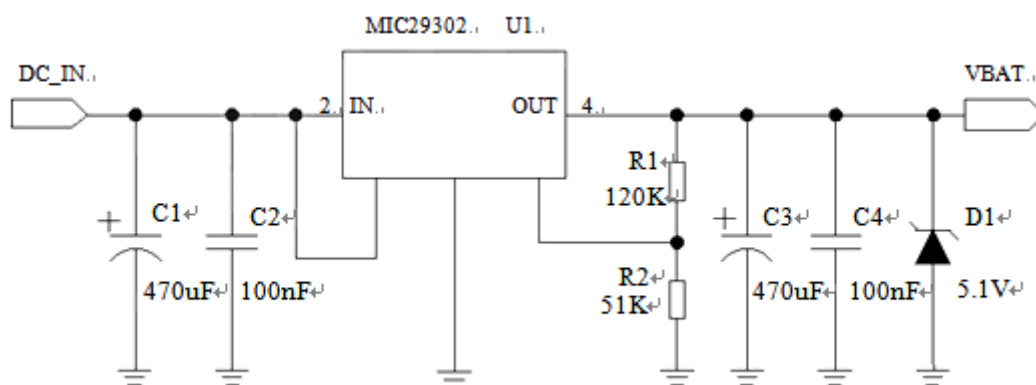 MIC29302 U1
DC_IN
VBAT
2 IN
OUT 4
R1
120K
C1
C2
C3
C4
D1
R2
51K
470uF
100nF
470uF
100nF
5.1V
+
+